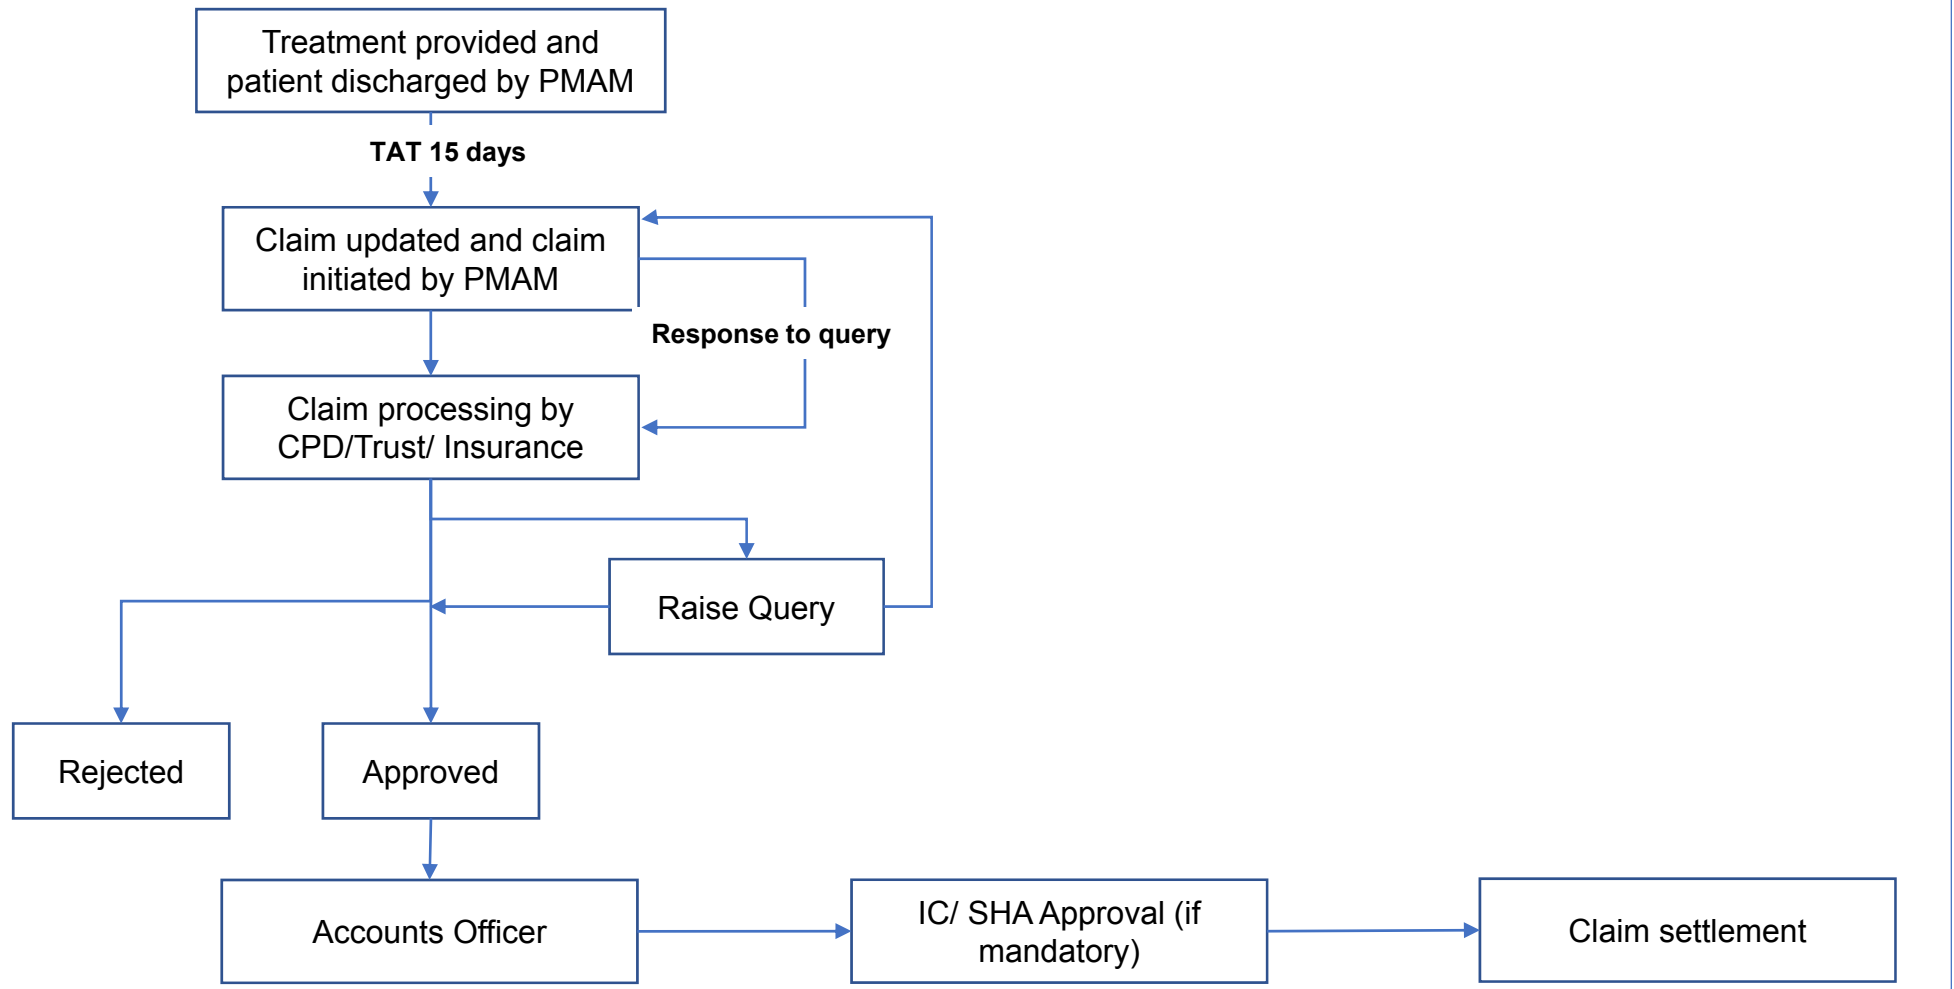 Treatment provided and
patient discharged by PMAM
TAT 15 days
Claim updated and claim
initiated by PMAM
Response to query
Claim processing by
CPD/Trust/ Insurance
Raise Query
Rejected
Approved
Accounts Officer
IC/ SHA Approval (if
mandatory)
Claim settlement